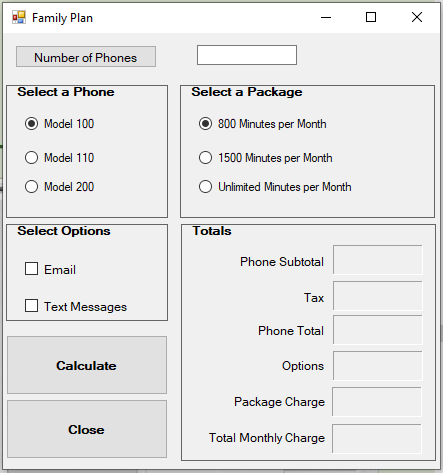 Family Plan
Number of Phones
Select a Phone
Model 100
Model 110
Model 200
Select a Package
800 Minutes per Month
1500 Minutes per Month
Unlimited Minutes per Month
Select Options
Email
Text Messages
Calculate
Close
Totals
Phone Subtotal
Tax
Phone Total
Options
Package Charge
Total Monthly Charge